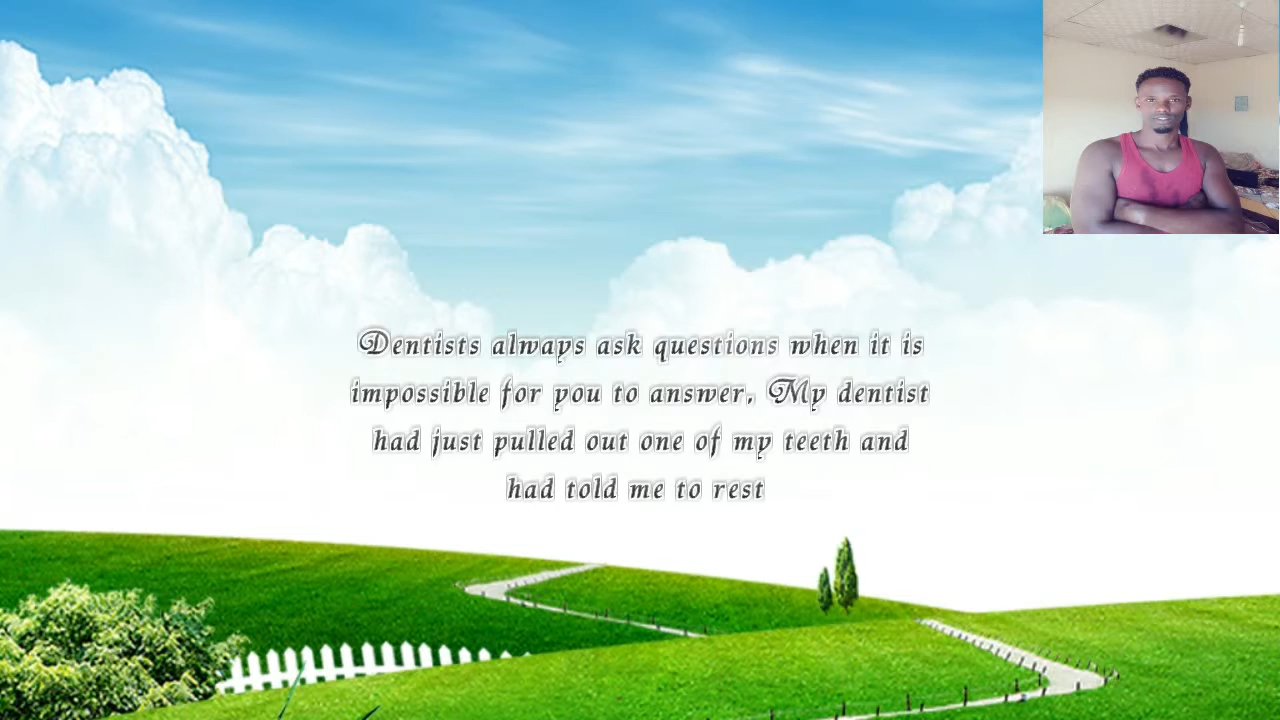 Dentists always ask questions when it is
impossible for you to answer, My dentist
had just pulled out one of my teeth and
had told me to rest